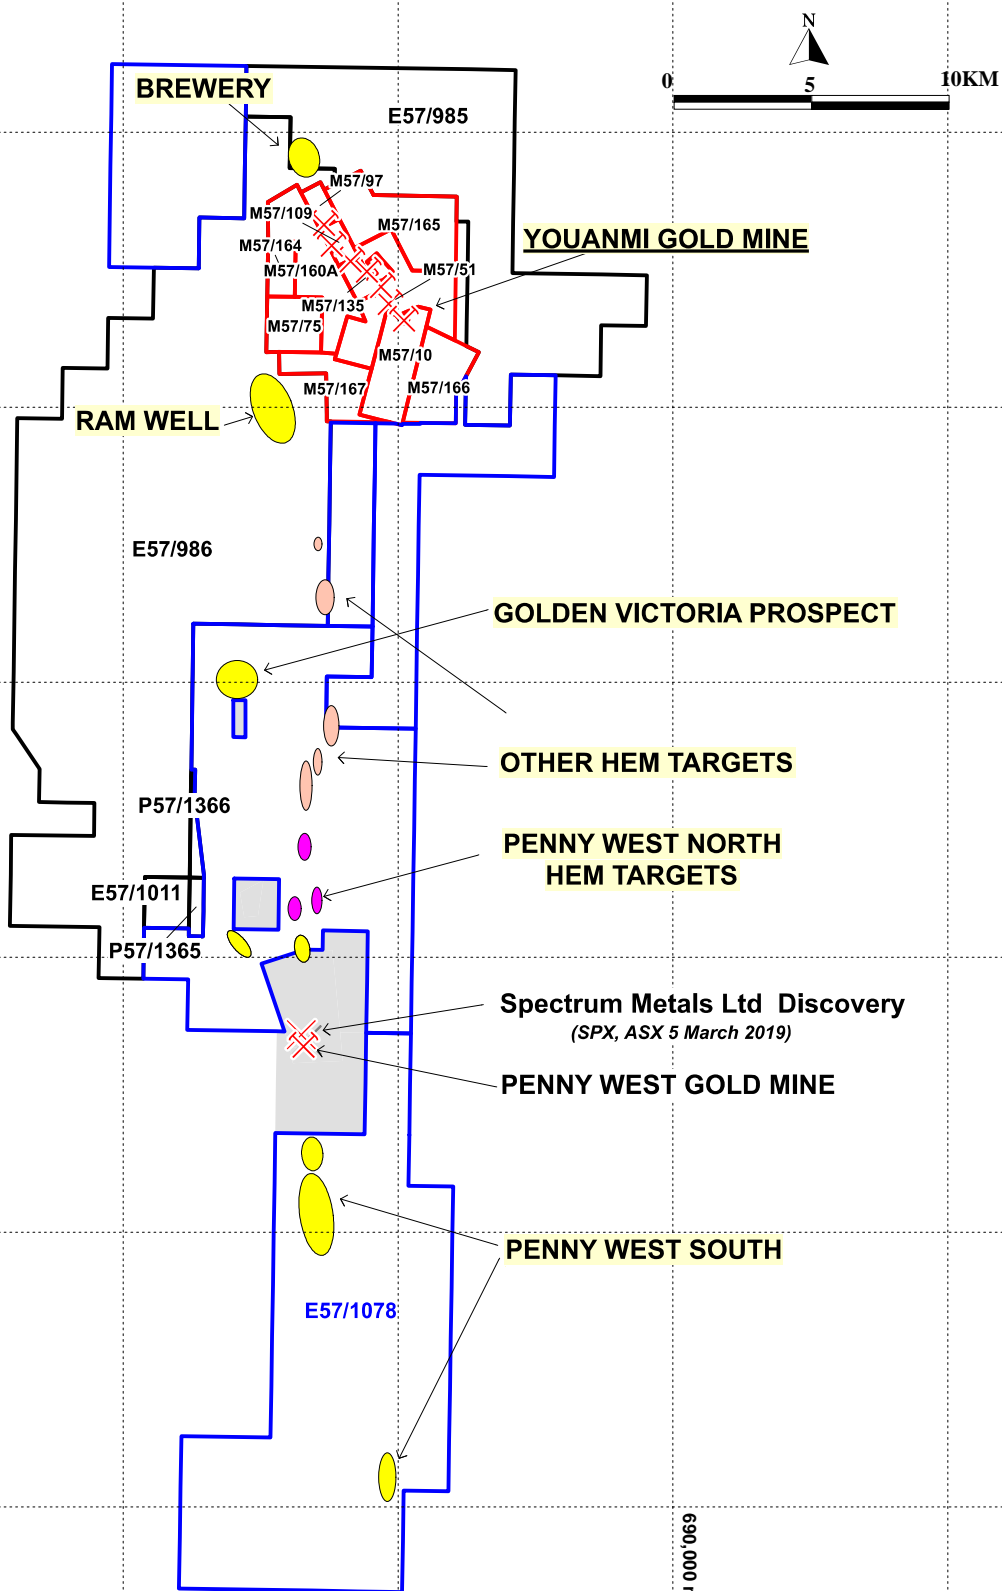 N
0
5
10KM
BREWERY
E57/985
M57/97
M57/109
M57/165
YOUANMI GOLD MINE
M57/164
M57/160A
M57/51
M57/135
M57/75
M57/10
M57/167
M57/166
RAM WELL
E57/986
GOLDEN VICTORIA PROSPECT
OTHER HEM TARGETS
P57/1366
PENNY WEST NORTH
HEM TARGETS
E57/1011
P57/1365
Spectrum Metals Ltd Discovery
(SPX, ASX 5 March 2019)
PENNY WEST GOLD MINE
PENNY WEST SOUTH
E57/1078
690,000